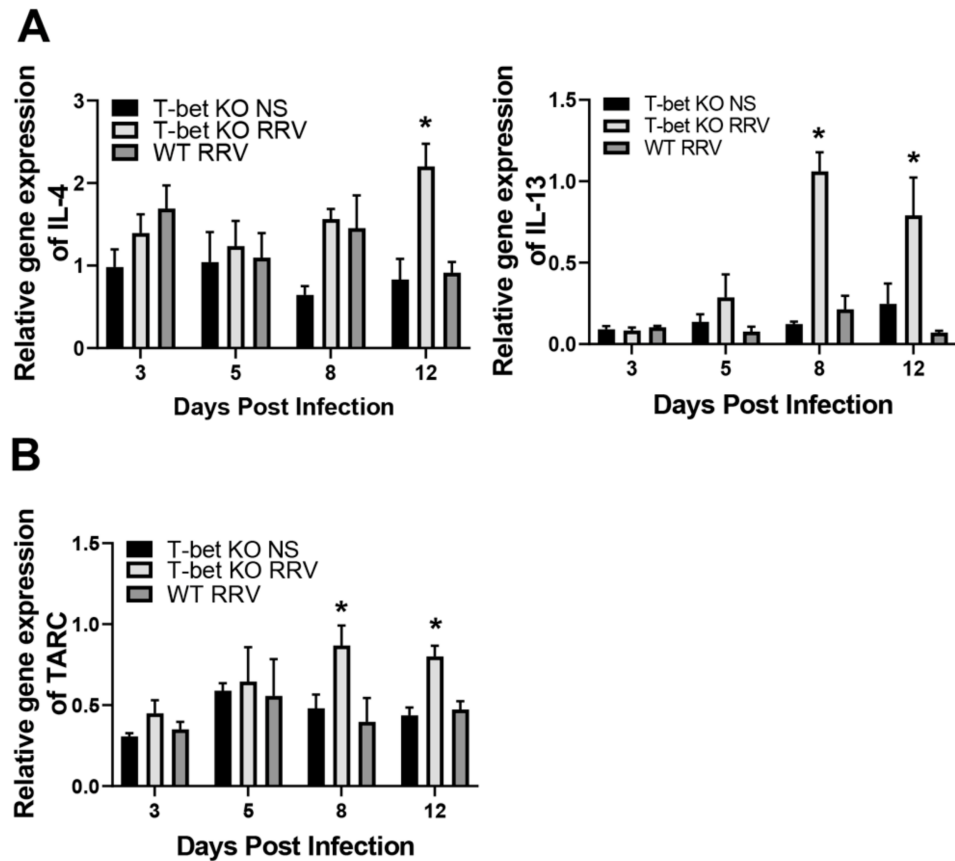 A
Relative gene expression
of IL-4
3
2
1
0
T-bet KO NS
T-bet KO RRV
WT RRV
*
3 5 8 12
Days Post Infection
Relative gene expression
of IL-13
1.5
1.0
0.5
0.0
T-bet KO NS
T-bet KO RRV
WT RRV
* *
3 5 8 12
Days Post Infection
B
Relative gene expression
of TARC
1.5
1.0
0.5
0.0
T-bet KO NS
T-bet KO RRV
WT RRV
* *
3 5 8 12
Days Post Infection